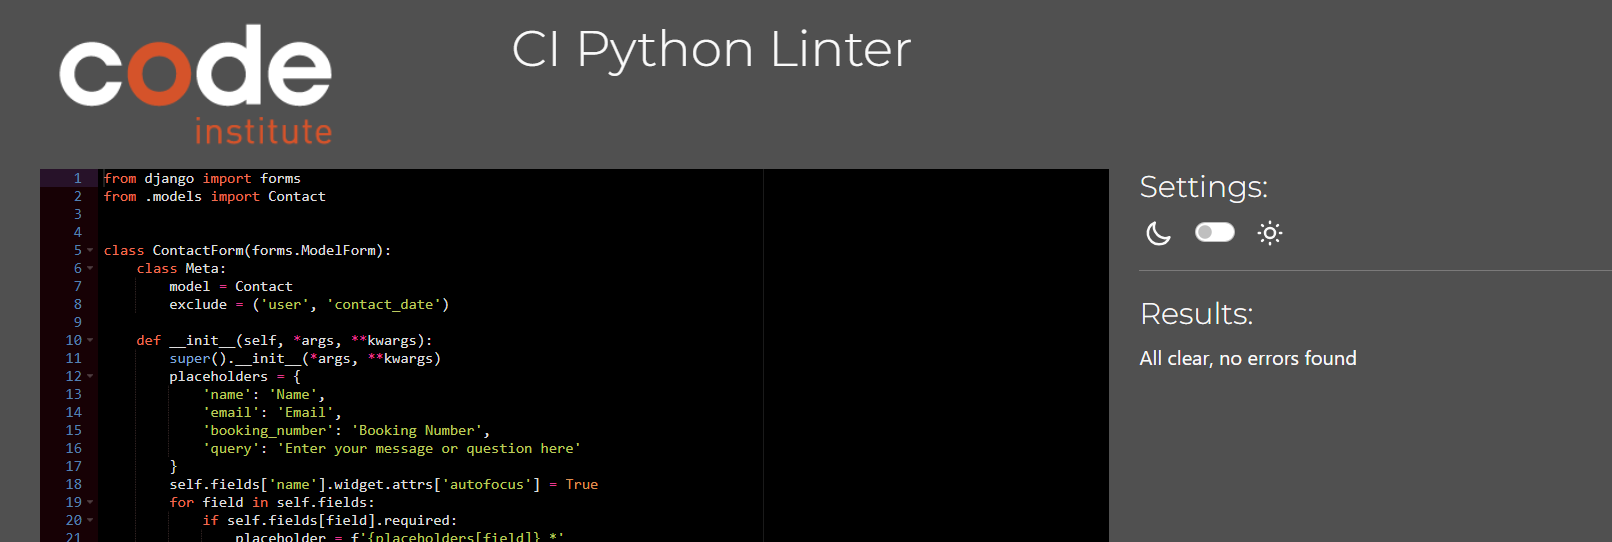 code
institute
CI Python Linter
1 from django import forms
2 from .models import Contact
3
4
5 class ContactForm(forms.ModelForm):
6     class Meta:
7         model = Contact
8         exclude = ('user', 'contact_date')
9
10     def __init__(self, *args, **kwargs):
11         super().__init__(*args, **kwargs)
12         placeholders = {
13             'name': 'Name',
14             'email': 'Email',
15             'booking_number': 'Booking Number',
16             'query': 'Enter your message or question here'
17         }
18         self.fields['name'].widget.attrs['autofocus'] = True
19         for field in self.fields:
20             if self.fields[field].required:
21                 placeholder = f'{placeholders[field]} *'
Settings:
Results:
All clear, no errors found